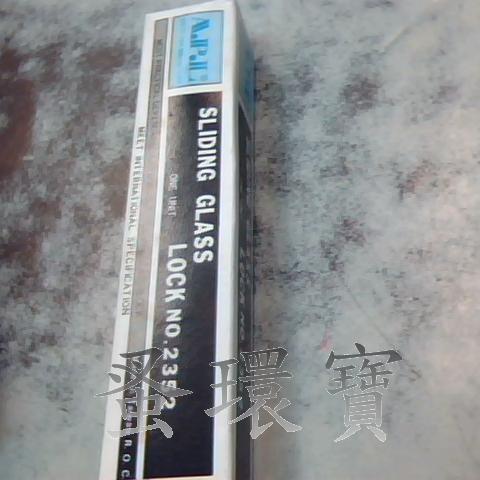 A.P.L
SLIDING GLASS
ONE UNIT
LOCK NO.2352
MEET INTERNATIONAL SPECIFICATION
R.O.C
蚤環寶